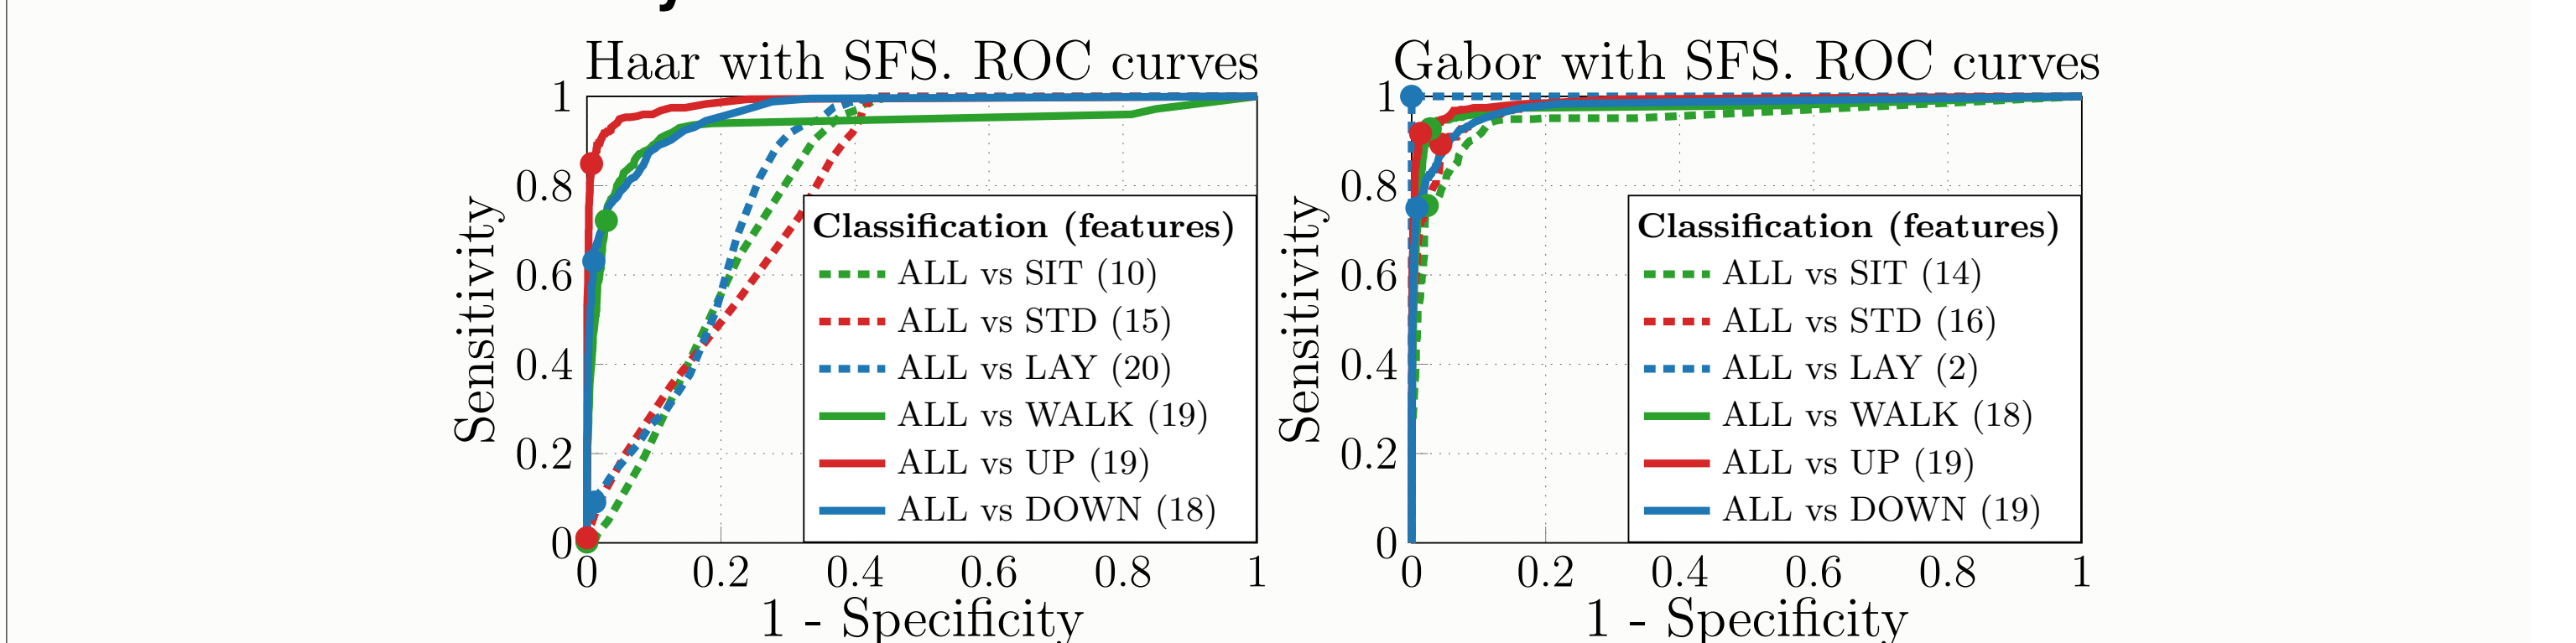 Haar with SFS. ROC curves
1
0.8
0.6
0.4
0.2
0
Sensitivity
Classification (features)
ALL vs SIT (10)
ALL vs STD (15)
ALL vs LAY (20)
ALL vs WALK (19)
ALL vs UP (19)
ALL vs DOWN (18)
0 0.2 0.4 0.6 0.8 1
1 - Specificity
Gabor with SFS. ROC curves
1
0.8
0.6
0.4
0.2
0
Sensitivity
Classification (features)
ALL vs SIT (14)
ALL vs STD (16)
ALL vs LAY (2)
ALL vs WALK (18)
ALL vs UP (19)
ALL vs DOWN (19)
0 0.2 0.4 0.6 0.8 1
1 - Specificity